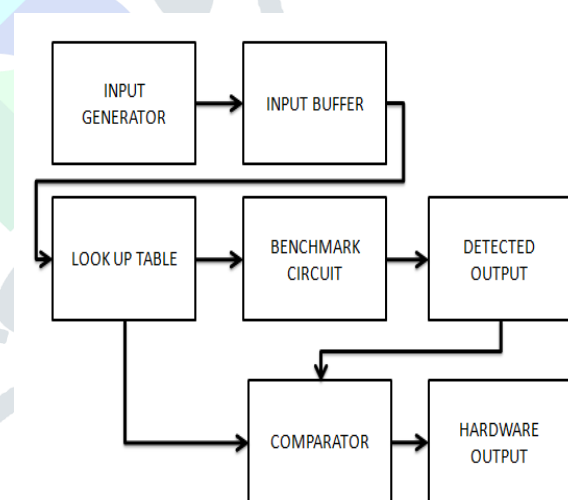 INPUT
GENERATOR
INPUT BUFFER
LOOK UP TABLE
BENCHMARK
CIRCUIT
DETECTED
OUTPUT
COMPARATOR
HARDWARE
OUTPUT